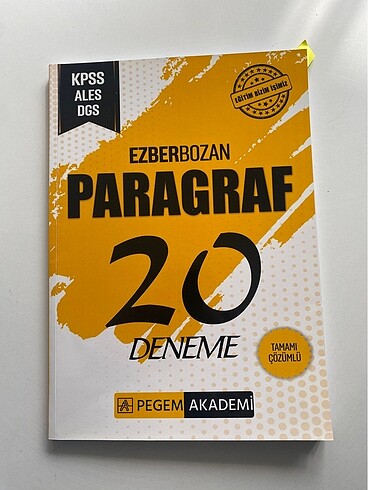 KPSS
ALES
DGS
EĞİTİM BİZİM İŞİMİZ
EZBERBOZAN
PARAGRAF
20
DENEME
TAMAMI
ÇÖZÜMLÜ
PEGEM AKADEMİ